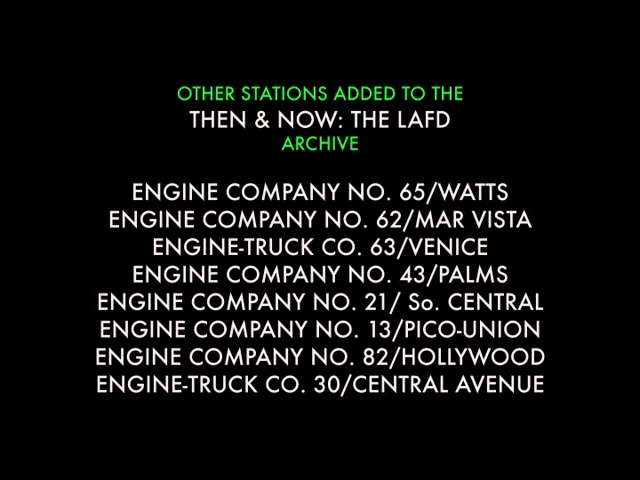 OTHER STATIONS ADDED TO THE
THEN & NOW: THE LAFD
ARCHIVE
ENGINE COMPANY NO. 65/WATTS
ENGINE COMPANY NO. 62/MAR VISTA
ENGINE-TRUCK CO. 63/VENICE
ENGINE COMPANY NO. 43/PALMS
ENGINE COMPANY NO. 21/ So. CENTRAL
ENGINE COMPANY NO. 13/PICO-UNION
ENGINE COMPANY NO. 82/HOLLYWOOD
ENGINE-TRUCK CO. 30/CENTRAL AVENUE